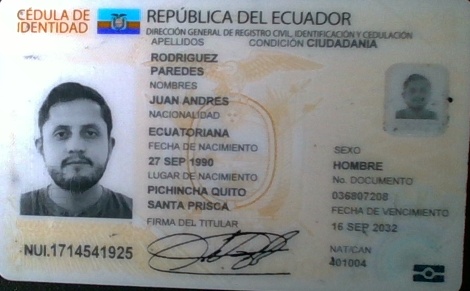 CÉDULA DE
IDENTIDAD
REPÚBLICA DEL ECUADOR
DIRECCIÓN GENERAL DE REGISTRO CIVIL, IDENTIFICACIÓN Y CEDULACIÓN
APELLIDOS
CONDICIÓN CIUDADANÍA
RODRIGUEZ
PAREDES
NOMBRES
JUAN ANDRES
NACIONALIDAD
ECUATORIANA
FECHA DE NACIMIENTO
27 SEP 1990
LUGAR DE NACIMIENTO
PICHINCHA QUITO
SANTA PRISCA
FIRMA DEL TITULAR
SEXO
HOMBRE
No. DOCUMENTO
036807208
FECHA DE VENCIMIENTO
16 SEP 2032
NAT/CAN
401004
NUI.1714541925